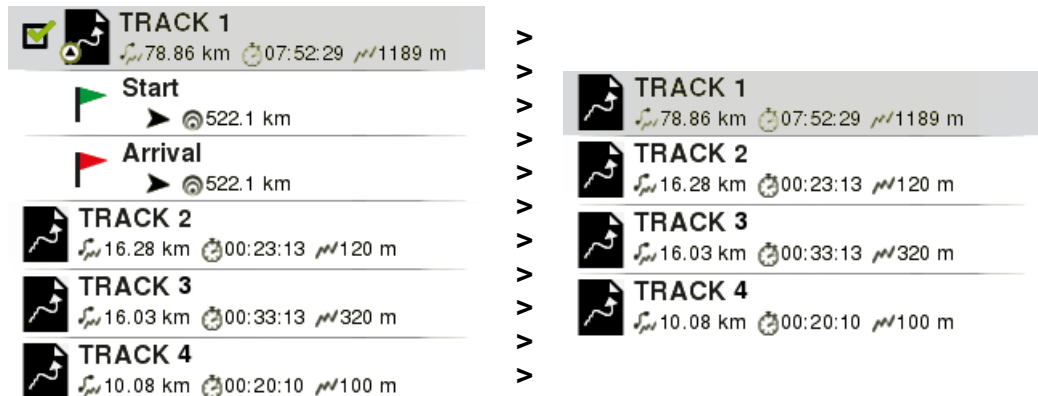 TRACK 1
78.86 km 07:52:29 1189 m
Start
522.1 km
Arrival
522.1 km
TRACK 2
16.28 km 00:23:13 120 m
TRACK 3
16.03 km 00:33:13 320 m
TRACK 4
10.08 km 00:20:10 100 m
>
>
>
>
>
>
>
>
>
>
>
TRACK 1
78.86 km 07:52:29 1189 m
TRACK 2
16.28 km 00:23:13 120 m
TRACK 3
16.03 km 00:33:13 320 m
TRACK 4
10.08 km 00:20:10 100 m